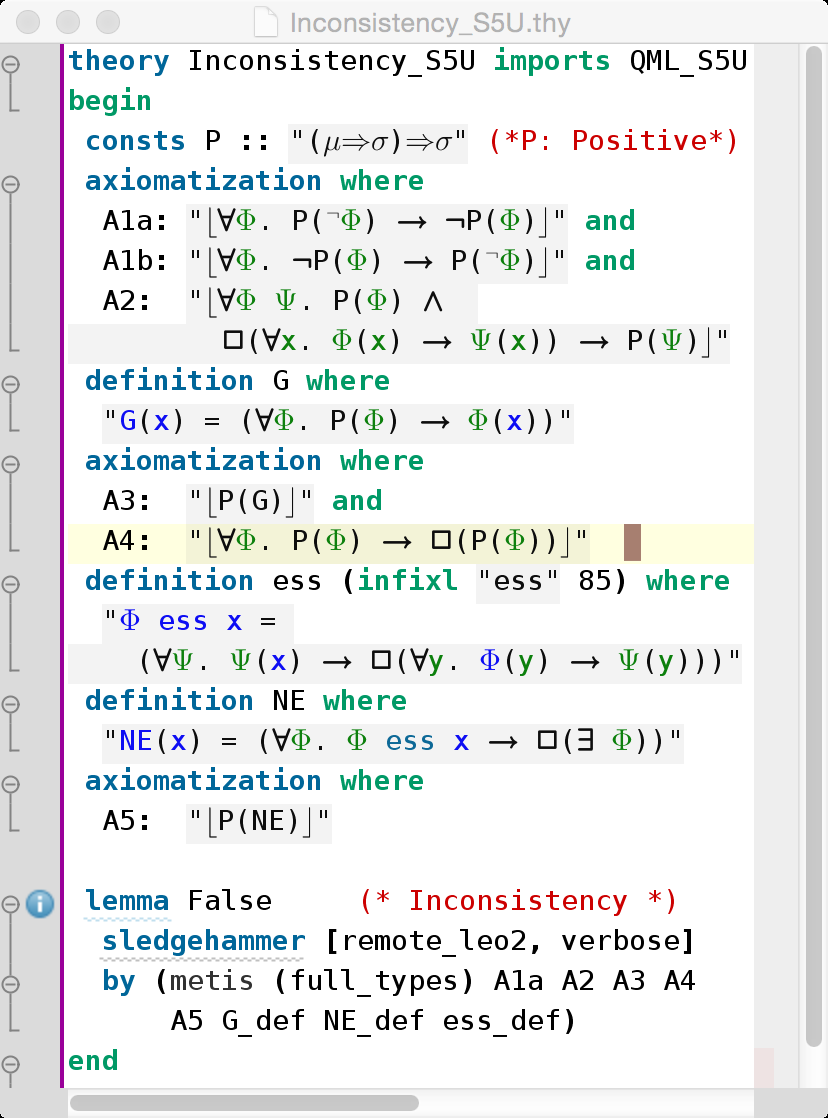 Inconsistency_S5U.thy
theory Inconsistency_S5U imports QML_S5U
begin
consts P :: "(μ⇒σ)⇒σ" (*P: Positive*)
axiomatization where
A1a: "⌊∀Φ. P(¬Φ) → ¬P(Φ)⌋" and
A1b: "⌊∀Φ. ¬P(Φ) → P(¬Φ)⌋" and
A2: "⌊∀Φ Ψ. P(Φ) ∧
□(∀x. Φ(x) → Ψ(x)) → P(Ψ)⌋"
definition G where
"G(x) = (∀Φ. P(Φ) → Φ(x))"
axiomatization where
A3: "⌊P(G)⌋" and
A4: "⌊∀Φ. P(Φ) → □(P(Φ))⌋"
definition ess (infixl "ess" 85) where
"Φ ess x =
(∀Ψ. Ψ(x) → □(∀y. Φ(y) → Ψ(y)))"
definition NE where
"NE(x) = (∀Φ. Φ ess x → □(∃ Φ))"
axiomatization where
A5: "⌊P(NE)⌋"
lemma False (* Inconsistency *)
sledgehammer [remote_leo2, verbose]
by (metis (full_types) A1a A2 A3 A4
A5 G_def NE_def ess_def)
end